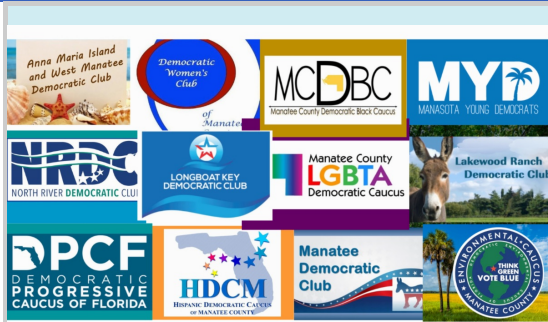 Anna Maria Island
and West Manatee
Democratic Club
Democratic
Women's
Club
of
MCDBC
Manatee County Democratic Black Caucus
MYD
MANASOTA YOUNG DEMOCRATS
NRDC
NORTH RIVER DEMOCRATIC CLU
LONGBOAT KEY
DEMOCRATIC CLUB
Manatee County
LGBTA
Democratic Caucus
Lakewood Ranch
Democratic Club
DPCF
DEMOCRATIC
PROGRESSIVE
CAUCUS OF FLORIDA
HDCM
HISPANIC DEMOCRATIC CAUCUS
OF MANATEE COUNTY
Manatee
Democratic
Club
ENVIRONMENTAL CAUCUS
THINK
GREEN
VOTE BLUE
MANATEE COUNTY